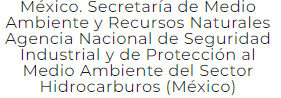 México. Secretaría de Medio
Ambiente y Recursos Naturales
Agencia Nacional de Seguridad
Industrial y de Protección al
Medio Ambiente del Sector
Hidrocarburos (México)